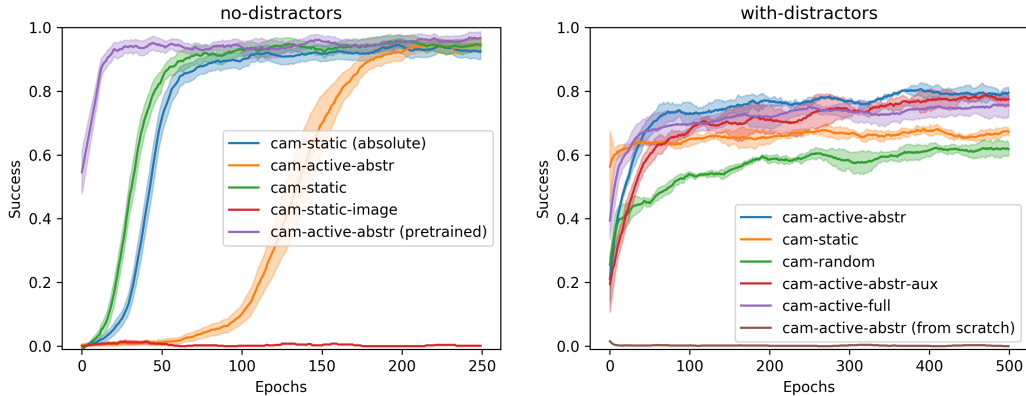 no-distractors
1.0
0.8
0.6
0.4
0.2
0.0
Success
cam-static (absolute)
cam-active-abstr
cam-static
cam-static-image
cam-active-abstr (pretrained)
0 50 100 150 200 250
Epochs
with-distractors
1.0
0.8
0.6
0.4
0.2
0.0
Success
cam-active-abstr
cam-static
cam-random
cam-active-abstr-aux
cam-active-full
cam-active-abstr (from scratch)
0 100 200 300 400 500
Epochs